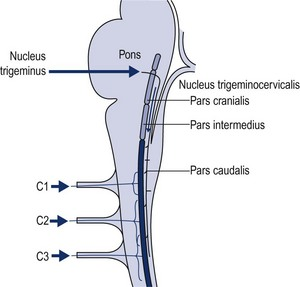 Pons
Nucleus
trigeminus
Nucleus trigeminocervicalis
Pars cranialis
Pars intermedius
Pars caudalis
C1
C2
C3